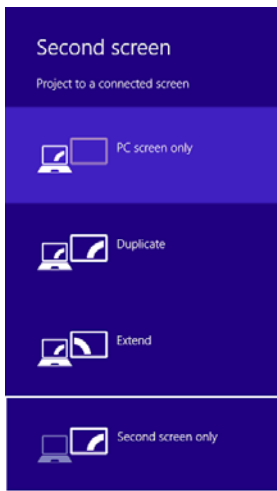 Second screen
Project to a connected screen
PC screen only
Duplicate
Extend
Second screen only